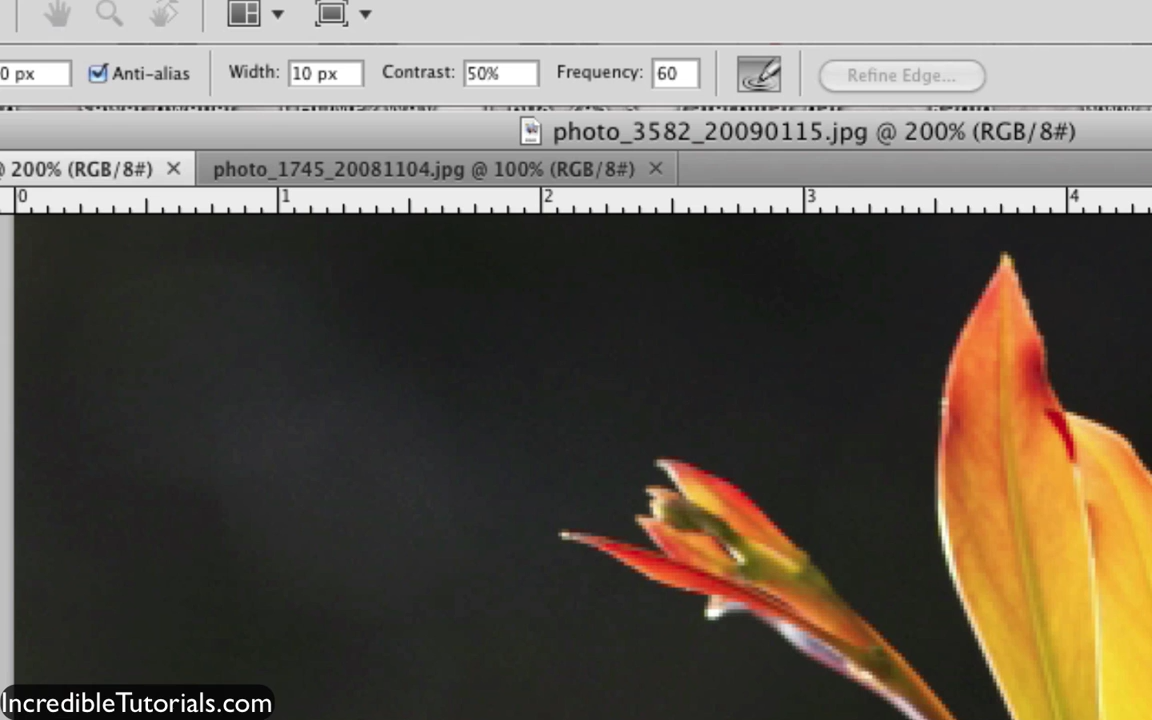 0 px Anti-alias Width: 10 px Contrast: 50% Frequency: 60 Refine Edge...
photo_3582_20090115.jpg @ 200% (RGB/8#)
@ 200% (RGB/8#) × photo_1745_20081104.jpg @ 100% (RGB/8#) ×
0 1 2 3 4
IncredibleTutorials.com